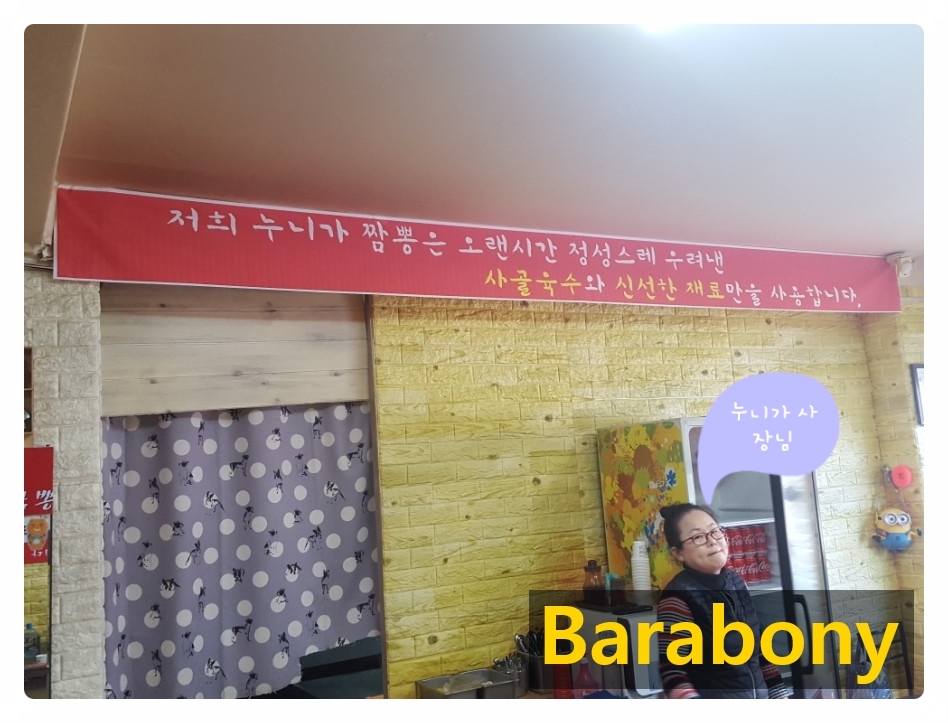 저희 누니가 짬뽕은 오랜시간 정성스레 우려낸
사골육수와 신선한 재료만을 사용합니다.
누니가 사
장님
Barabony